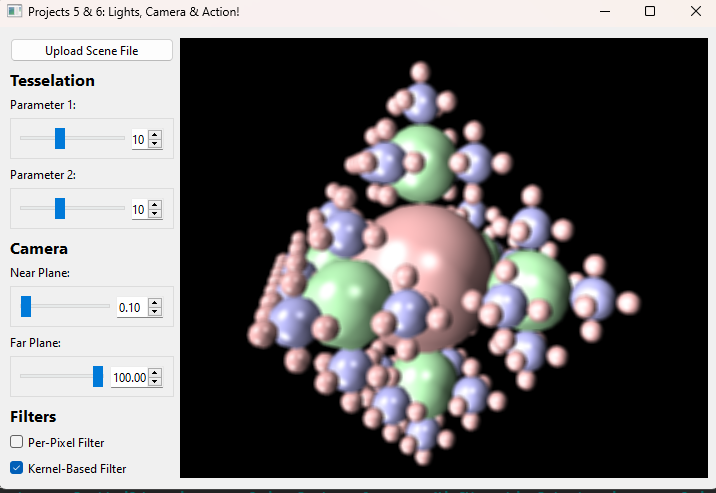 Projects 5 & 6: Lights, Camera & Action!
Upload Scene File
Tesselation
Parameter 1:
10
Parameter 2:
10
Camera
Near Plane:
0.10
Far Plane:
100.00
Filters
Per-Pixel Filter
Kernel-Based Filter